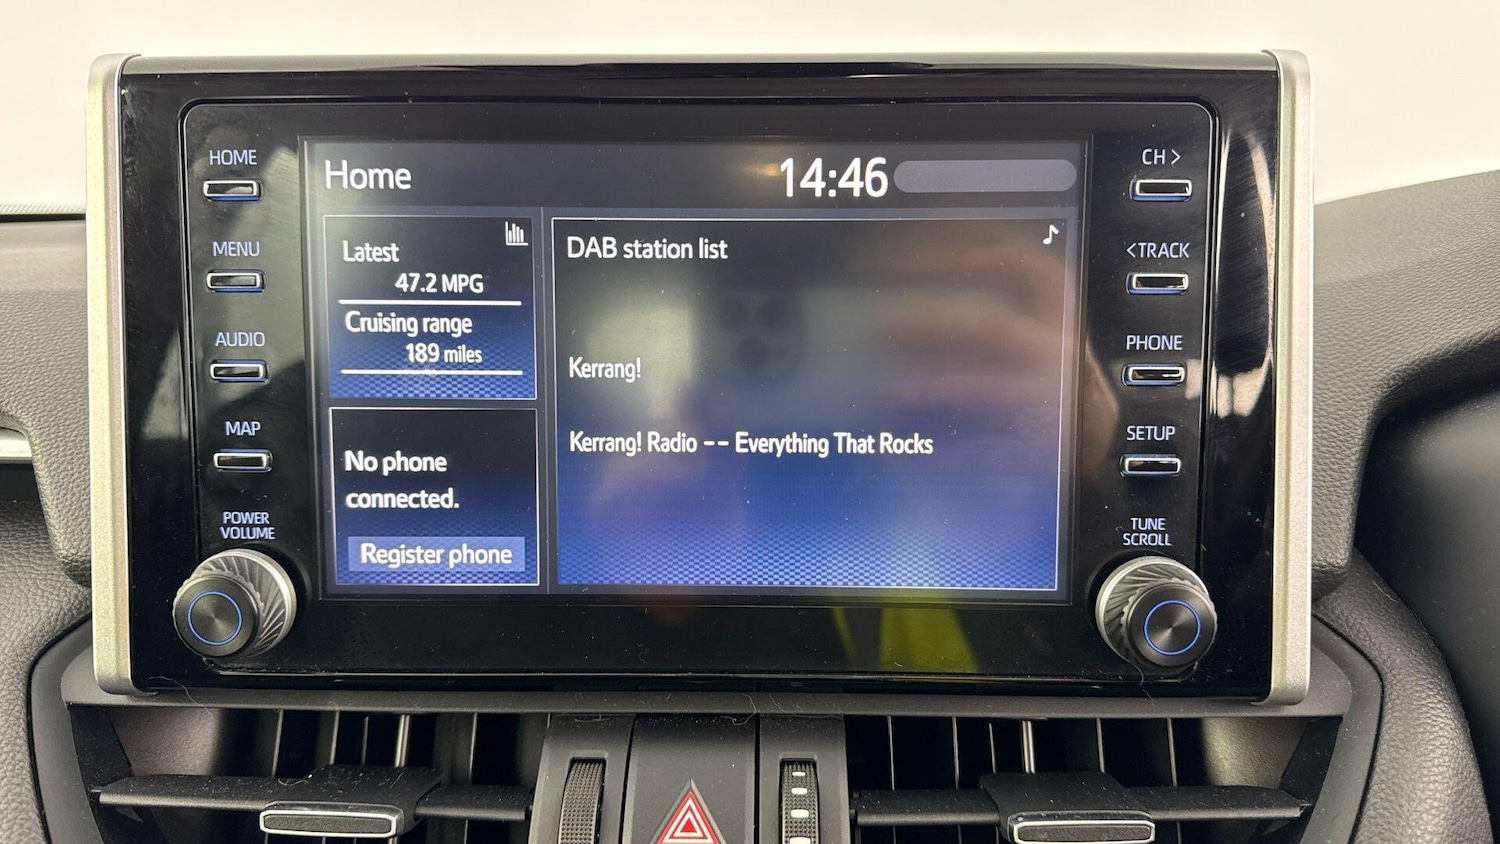 HOME
MENU
AUDIO
MAP
POWER
VOLUME
Home
14:46
Latest
47.2 MPG
Cruising range
189 miles
No phone
connected.
Register phone
DAB station list
Kerrang!
Kerrang! Radio -- Everything That Rocks
CH >
<TRACK
PHONE
SETUP
TUNE
SCROLL